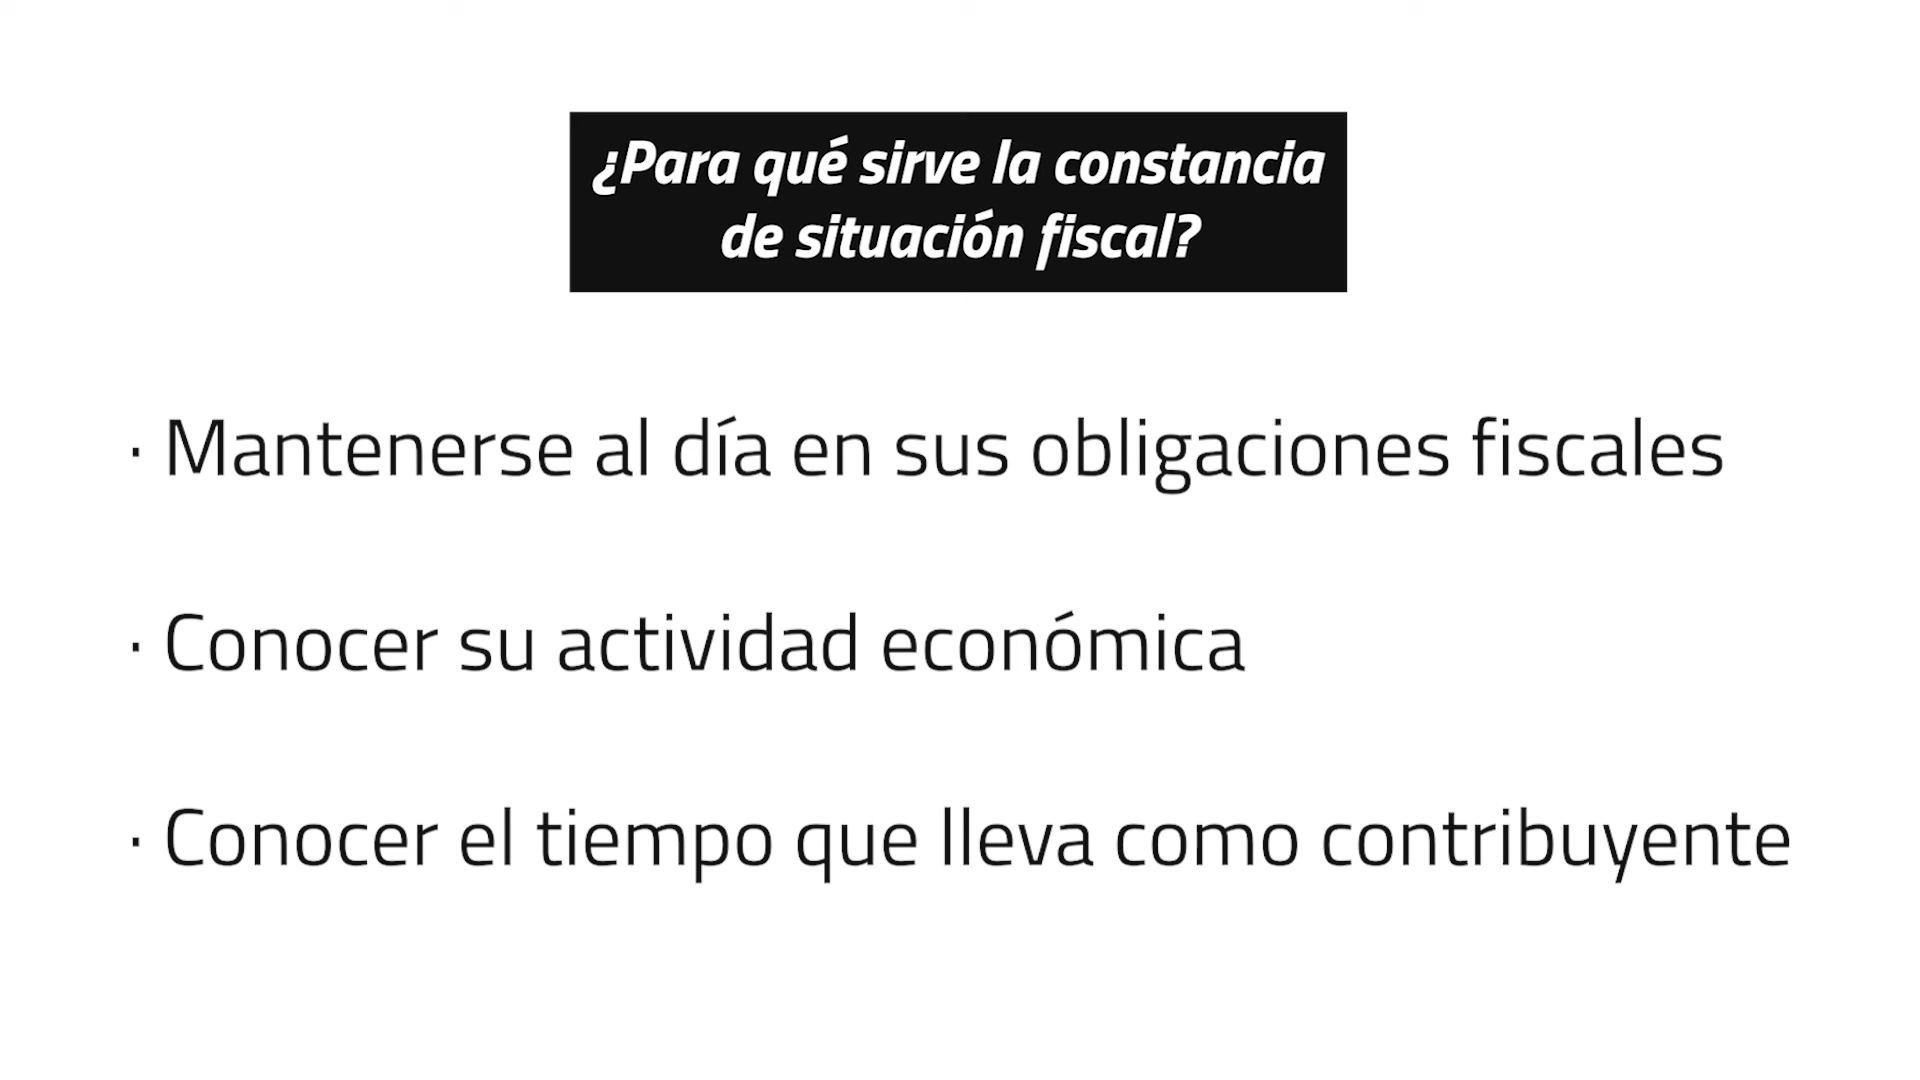 ¿Para qué sirve la constancia
de situación fiscal?
· Mantenerse al día en sus obligaciones fiscales
· Conocer su actividad económica
· Conocer el tiempo que lleva como contribuyente